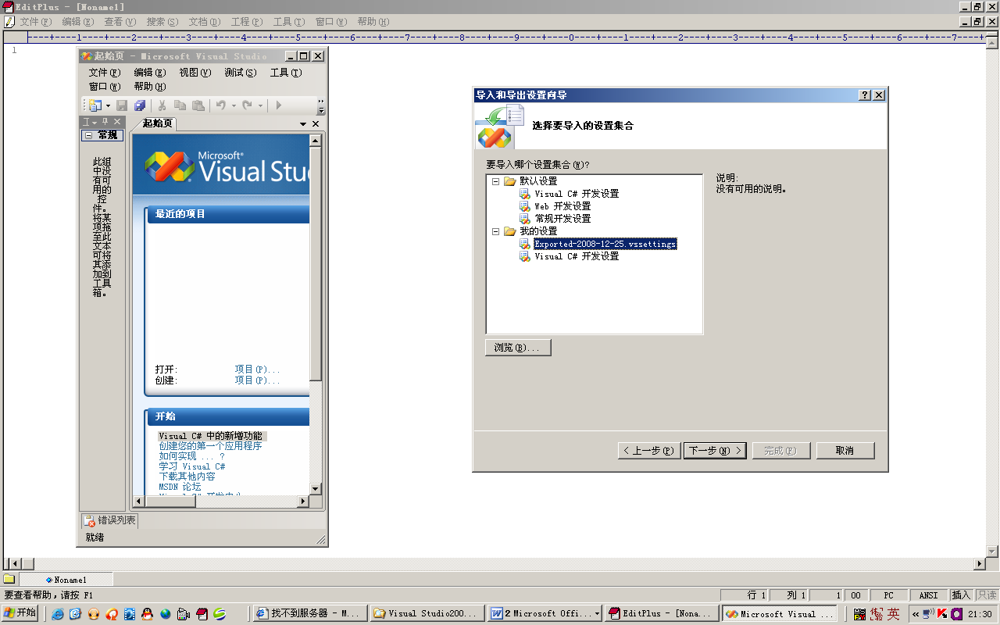 EditPlus - [Noname1]
文件(F) 编辑(E) 查看(V) 搜索(S) 文档(D) 工程(P) 工具(T) 窗口(W) 帮助(H)
----+----1----+----2----+----3----+----4----+----5----+----6----+----7----+----8----+----9----+----0----+----1----+----2----+----3----+----4----+----5----+----6----+----7--
1
起始页 - Microsoft Visual Studio
文件(F) 编辑(E) 视图(V) 测试(S) 工具(T)
窗口(W) 帮助(H)
工
起始页
常规
此组中没有可用的控件。将某项拖至此文本可将其添加到工具箱。
Microsoft®
Visual Stu
最近的项目
打开: 项目(P)...
创建: 项目(P)...
开始
Visual C# 中的新增功能
创建您的第一个应用程序
如何实现 ... ?
学习 Visual C#
下载其他内容
MSDN 论坛
Visual C# 开发中心
错误列表
就绪
导入和导出设置向导
选择要导入的设置集合
要导入哪个设置集合(W)?
默认设置
Visual C# 开发设置
Web 开发设置
常规开发设置
我的设置
Exported-2008-12-25.vssettings
Visual C# 开发设置
说明:
没有可用的说明。
浏览(B)...
< 上一步(P) 下一步(N) > 完成(F) 取消
Noname1
要查看帮助，请按 F1
行 1 列 1 1 00 PC ANSI 插入 只读
开始 找不到服务器 - M... Visual Studio200... 2 Microsoft Offi... EditPlus - [Nona... Microsoft Visual ... 英 « 21:30